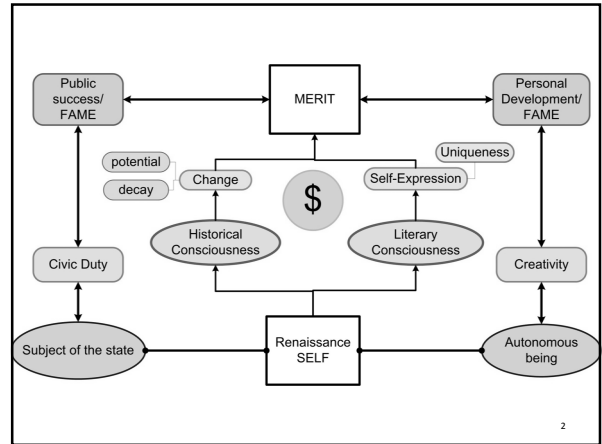 Public
success/
FAME
MERIT
Personal
Development/
FAME
potential
decay
Change
$
Self-Expression
Uniqueness
Historical
Consciousness
Literary
Consciousness
Civic Duty
Creativity
Subject of the state
Renaissance
SELF
Autonomous
being
2